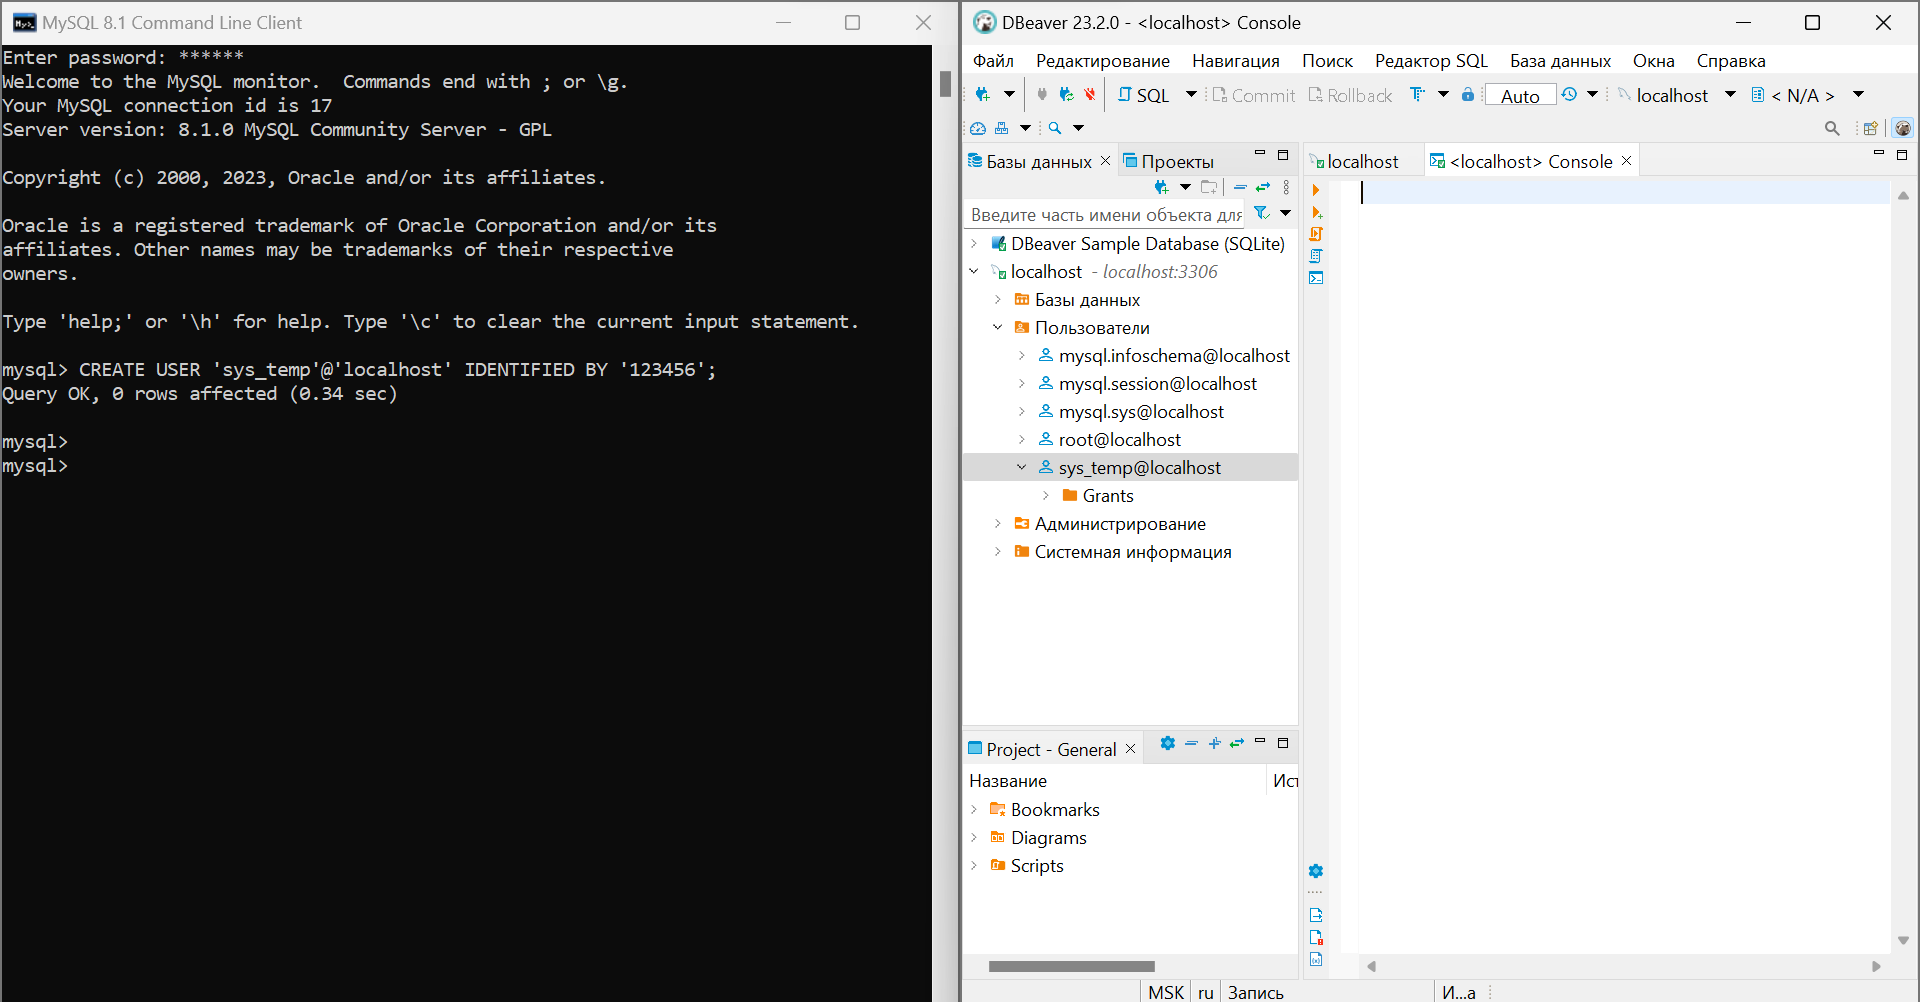 MySQL 8.1 Command Line Client
Enter password: ******
Welcome to the MySQL monitor.  Commands end with ; or \g.
Your MySQL connection id is 17
Server version: 8.1.0 MySQL Community Server - GPL
Copyright (c) 2000, 2023, Oracle and/or its affiliates.
Oracle is a registered trademark of Oracle Corporation and/or its
affiliates. Other names may be trademarks of their respective
owners.
Type 'help;' or '\h' for help. Type '\c' to clear the current input statement.
mysql> CREATE USER 'sys_temp'@'localhost' IDENTIFIED BY '123456';
Query OK, 0 rows affected (0.34 sec)
mysql>
mysql>
DBeaver 23.2.0 - <localhost> Console
Файл Редактирование Навигация Поиск Редактор SQL База данных Окна Справка
SQL Commit Rollback Auto localhost < N/A >
Базы данных Проекты
Введите часть имени объекта для
DBeaver Sample Database (SQLite)
localhost - localhost:3306
Базы данных
Пользователи
mysql.infoschema@localhost
mysql.session@localhost
mysql.sys@localhost
root@localhost
sys_temp@localhost
Grants
Администрирование
Системная информация
Project - General
Название Ист
Bookmarks
Diagrams
Scripts
localhost <localhost> Console
MSK ru Запись И...а